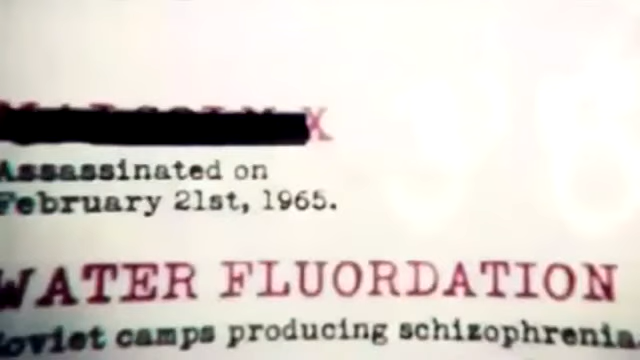 X
Assassinated on
February 21st, 1965.
WATER FLUORDATION
Soviet camps producing schizophrenia